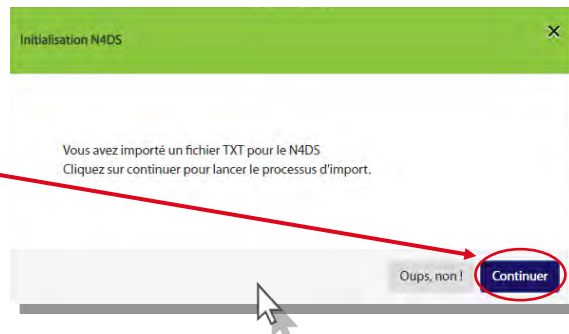 Initialisation N4DS
Vous avez importé un fichier TXT pour le N4DS
Cliquez sur continuer pour lancer le processus d'import.
Oups, non !
Continuer